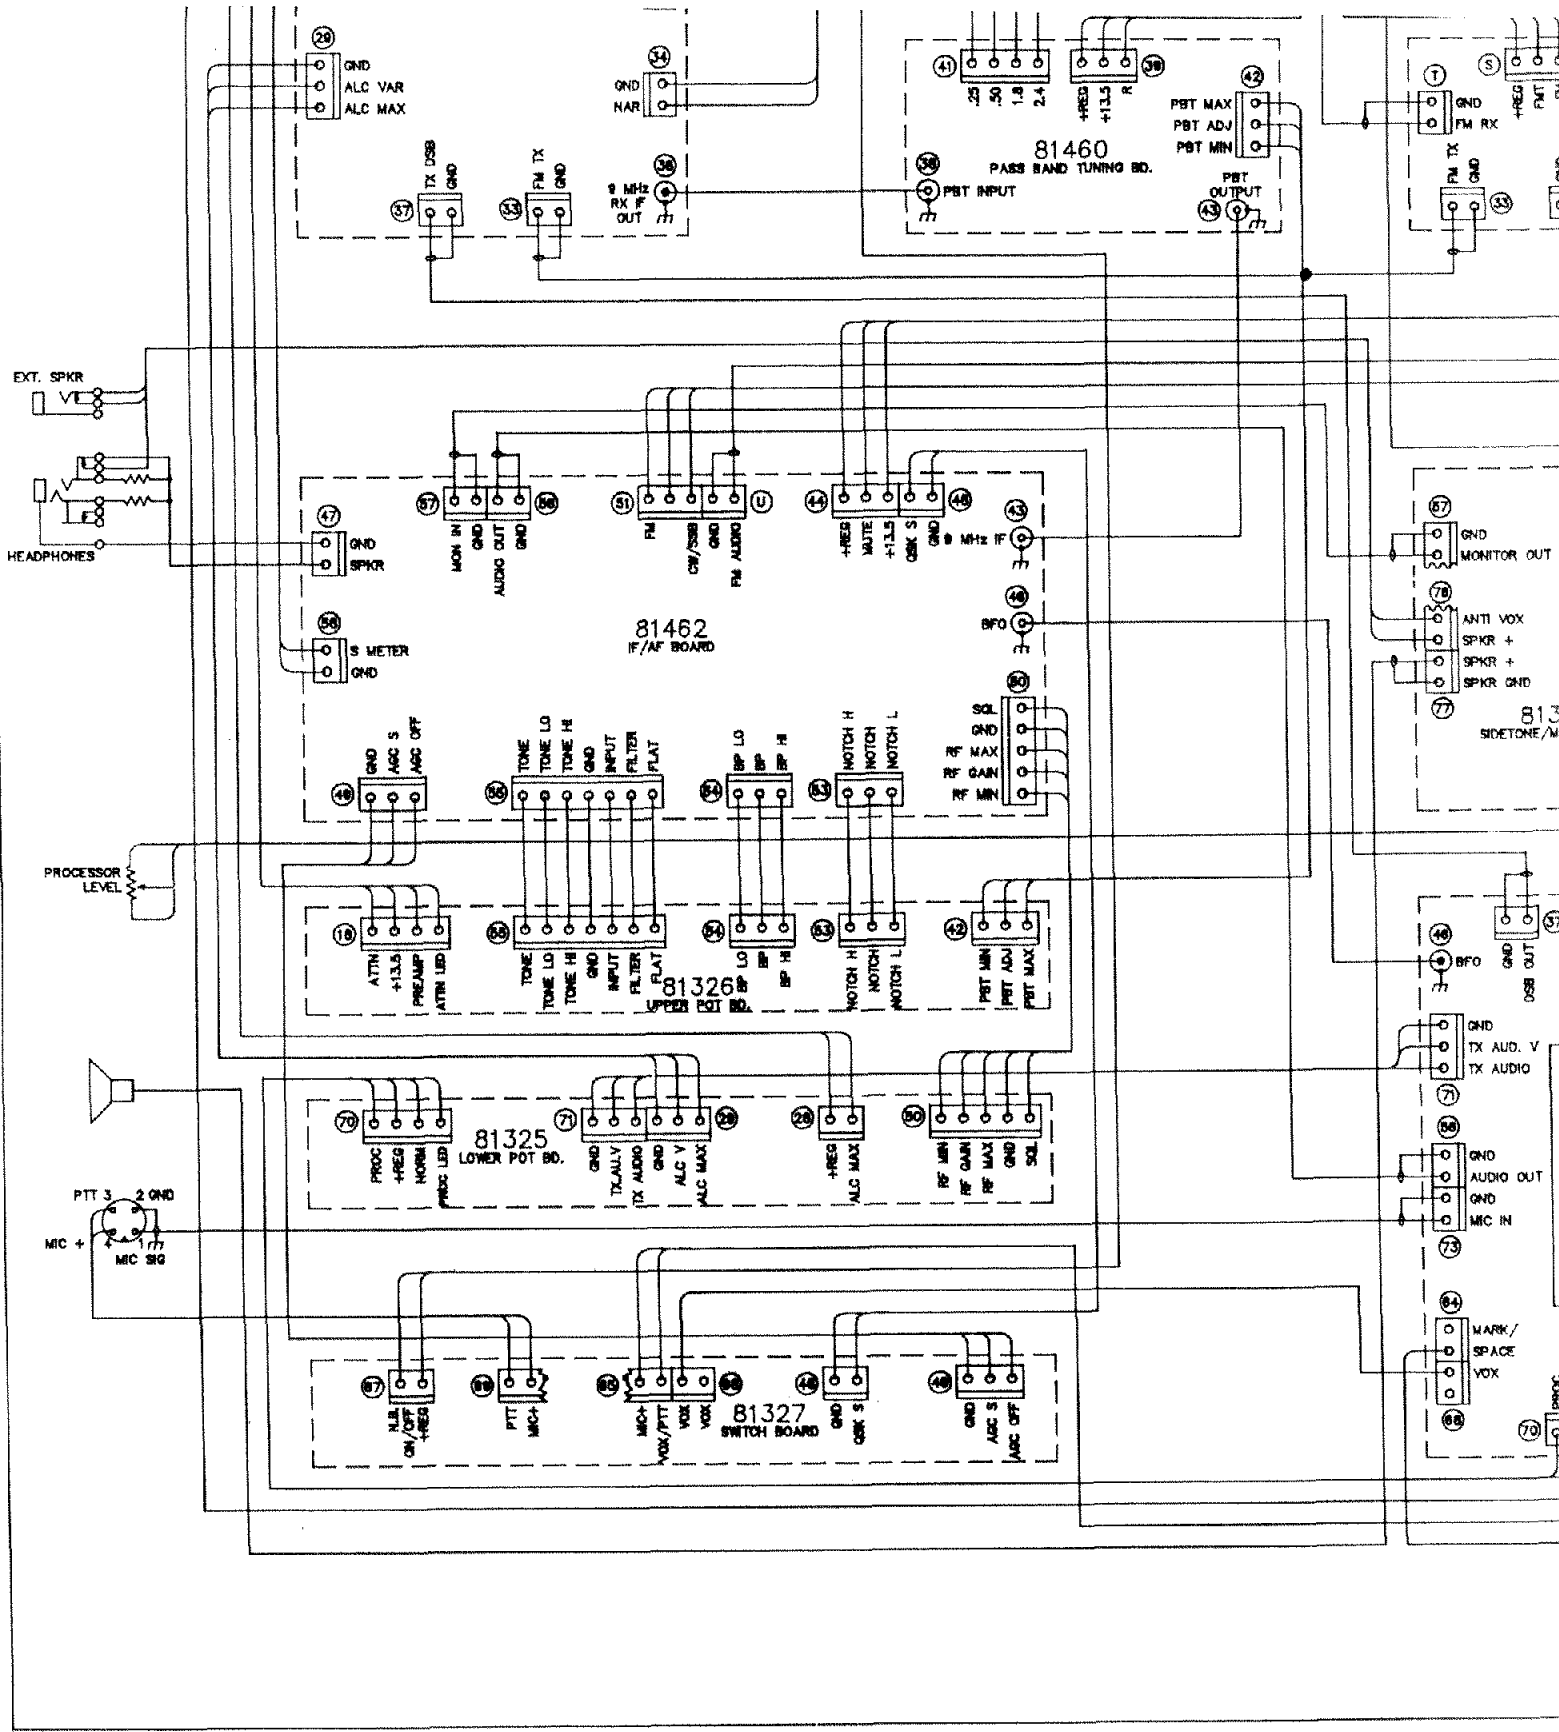 29
GND
ALC VAR
ALC MAX
34
GND
NAR
TX DSB
GND
37
FM TX
GND
33
36
9 MHz
RX IF
OUT
41
.25
.50
1.8
2.4
+REG
+13.5
R
39
42
PBT MAX
PBT ADJ
PBT MIN
81460
PASS BAND TUNING BD.
PBT INPUT
PBT
OUTPUT
43
T
GND
FM RX
S
+REG
FMT
FM TX
GND
33
EXT. SPKR
HEADPHONES
47
GND
SPKR
57
MON IN
GND
AUDIO OUT
GND
56
51
FM
CW/SSB
GND
FM AUDIO
U
44
+REG
MUTE
+13.5
QSK S
GND
43
9 MHz IF
BFO
81462
IF/AF BOARD
S METER
GND
50
SQL
GND
RF MAX
RF GAIN
RF MIN
GND
AGC S
AGC OFF
49
TONE
TONE LO
TONE HI
GND
INPUT
FILTER
FLAT
55
BP LO
BP
BP HI
54
NOTCH H
NOTCH
NOTCH L
53
57
GND
MONITOR OUT
ANTI VOX
SPKR +
SPKR +
SPKR GND
77
813
SIDETONE/M
PROCESSOR
LEVEL
ATTN
+13.5
PREAMP
ATTN LED
55
TONE
TONE LO
TONE HI
GND
INPUT
FILTER
FLAT
54
BP LO
BP
BP HI
53
NOTCH H
NOTCH
NOTCH L
42
PBT MIN
PBT ADJ
PBT MAX
81326
UPPER POT BD.
46
BFO
GND
DSB OUT
37
GND
TX AUD. V
TX AUDIO
71
70
PROC
+REG
NORM
PROC LED
81325
LOWER POT BD.
71
GND
TX.AU.V
TX AUDIO
GND
ALC V
ALC MAX
29
+REG
ALC MAX
50
RF MIN
RF GAIN
RF MAX
GND
SQL
56
GND
AUDIO OUT
GND
MIC IN
73
PTT 3
2 GND
MIC +
4
1
MIC SIG
N.B.
ON/OFF
+REG
PTT
MIC+
MIC+
VOX/PTT
VOX
VOX
81327
SWITCH BOARD
GND
QSK S
49
GND
AGC S
AGC OFF
MARK/
SPACE
VOX
70
PROC